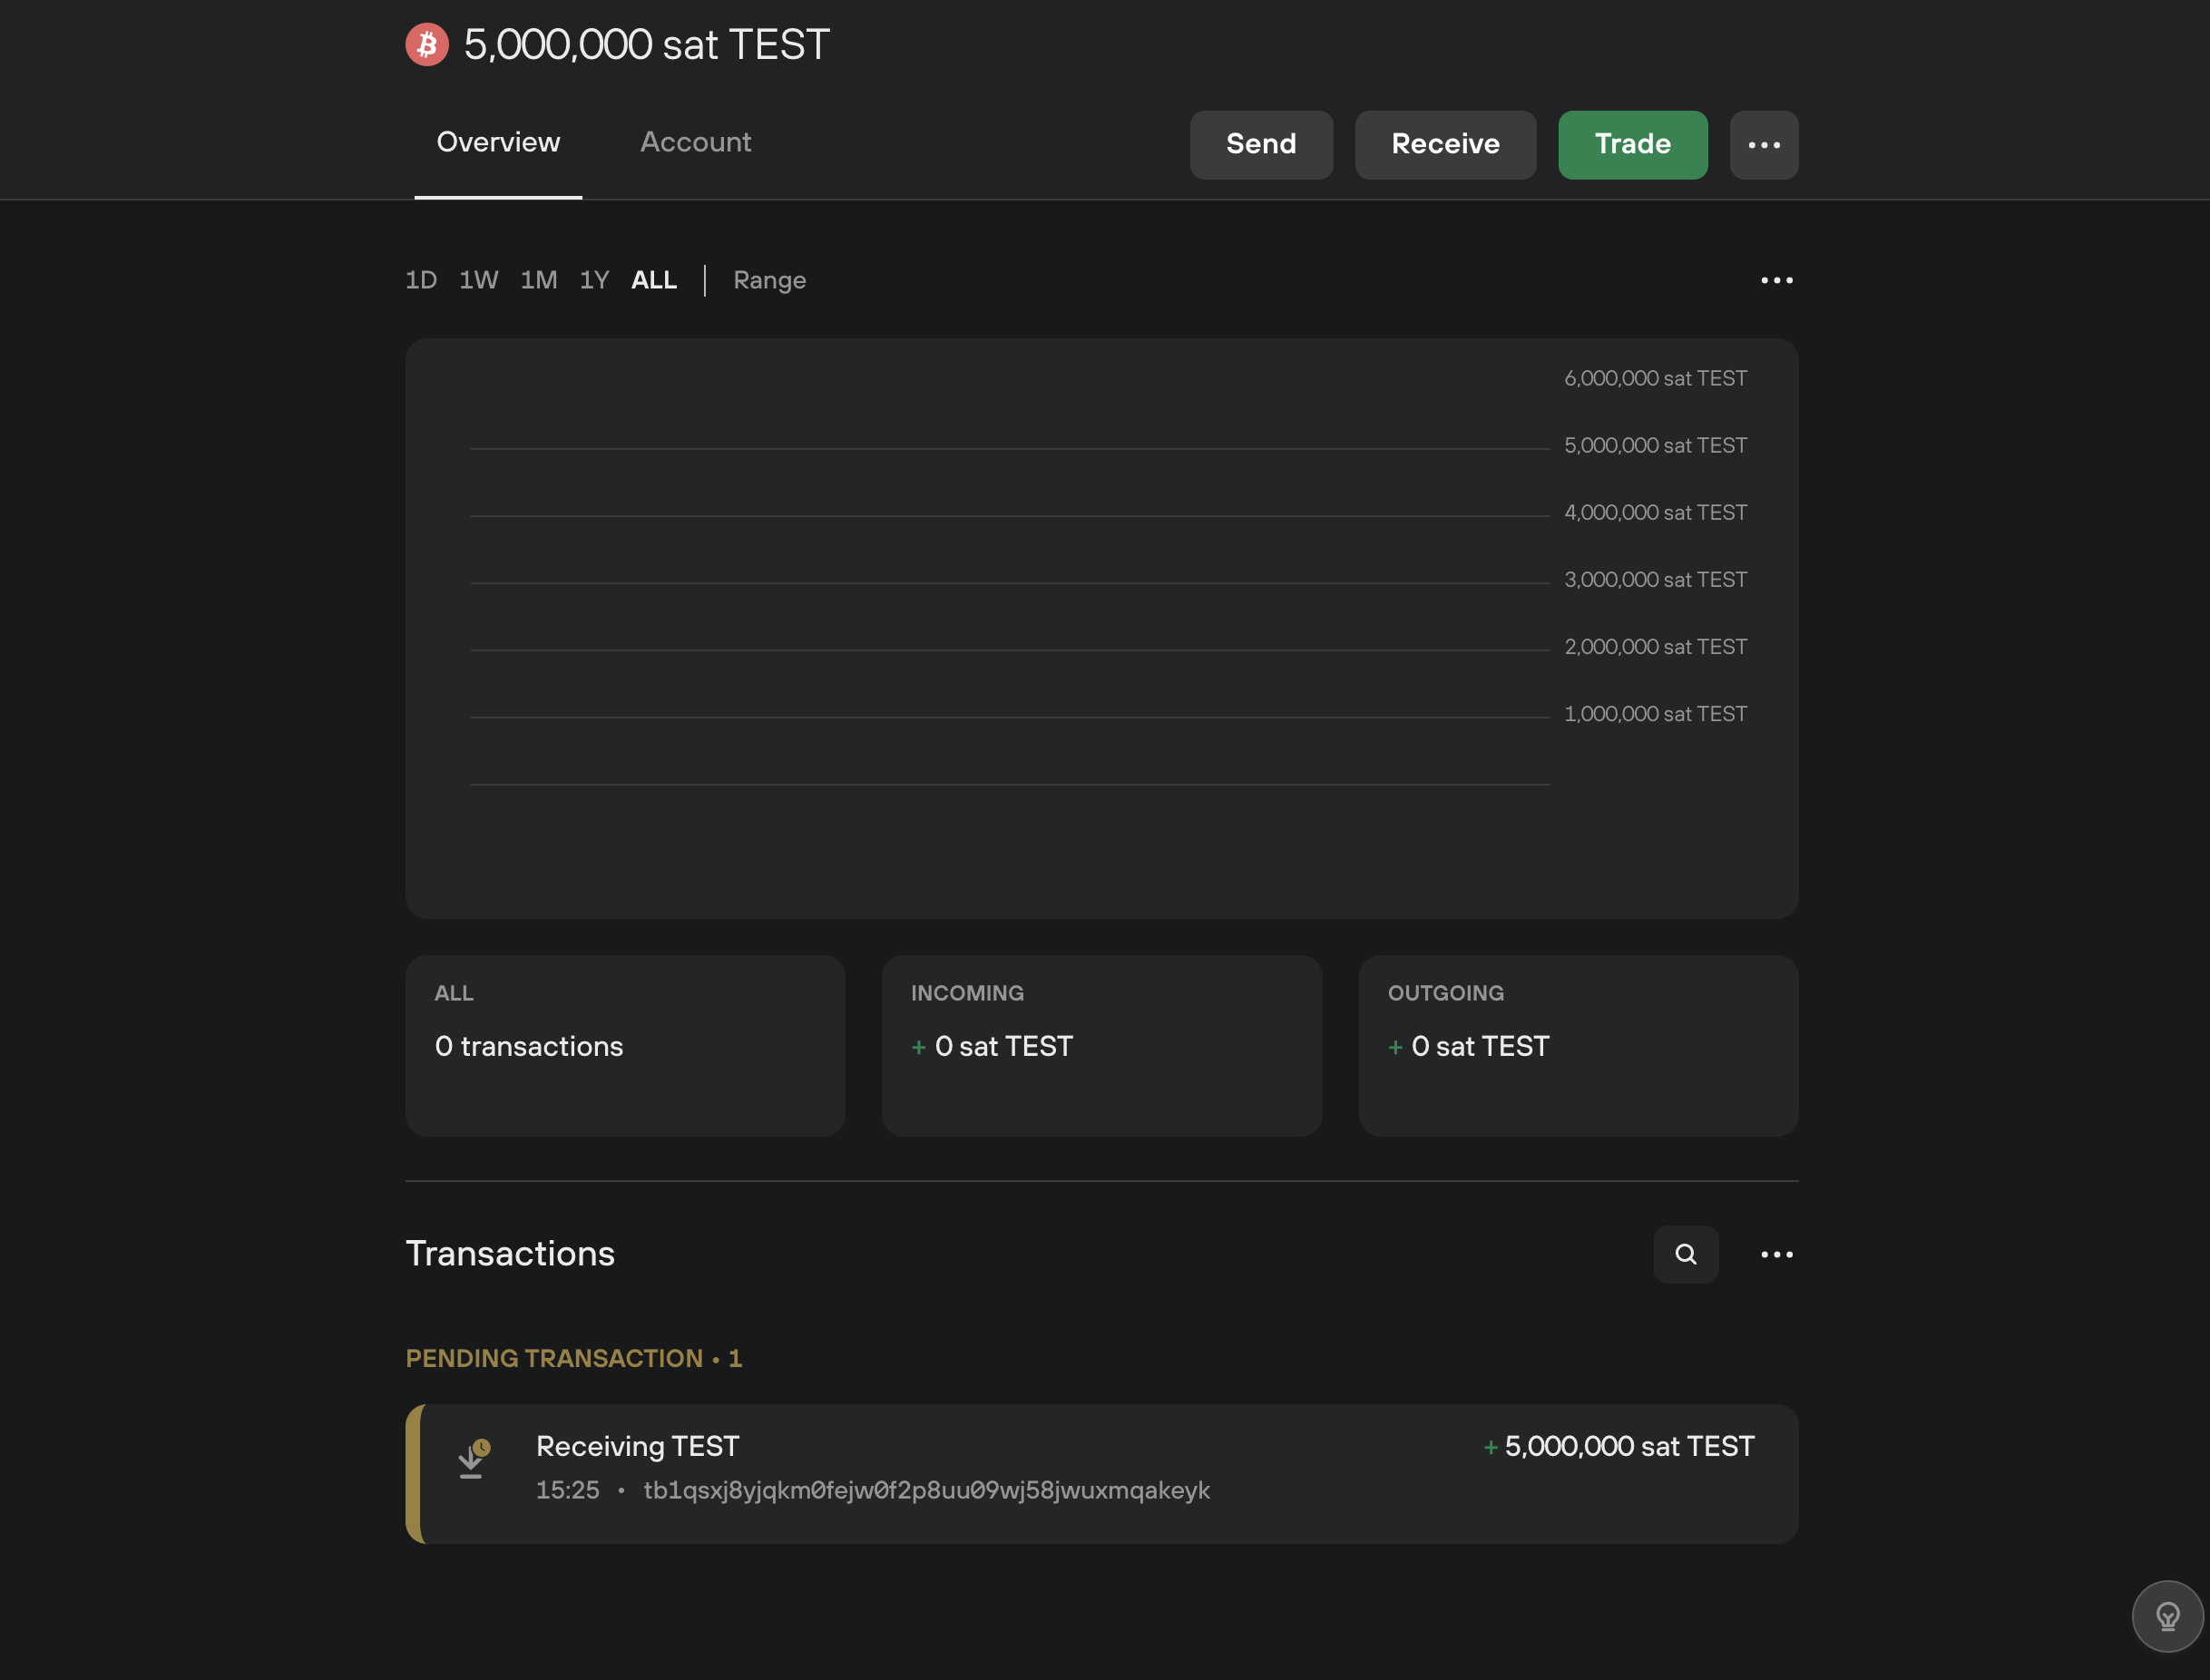 5,000,000 sat TEST
Overview Account Send Receive Trade
1D 1W 1M 1Y ALL Range
6,000,000 sat TEST
5,000,000 sat TEST
4,000,000 sat TEST
3,000,000 sat TEST
2,000,000 sat TEST
1,000,000 sat TEST
ALL
0 transactions
INCOMING
+ 0 sat TEST
OUTGOING
+ 0 sat TEST
Transactions
PENDING TRANSACTION • 1
Receiving TEST + 5,000,000 sat TEST
15:25 • tb1qsxj8yjqkm0fejw0f2p8uu09wj58jwuxmqakeyk